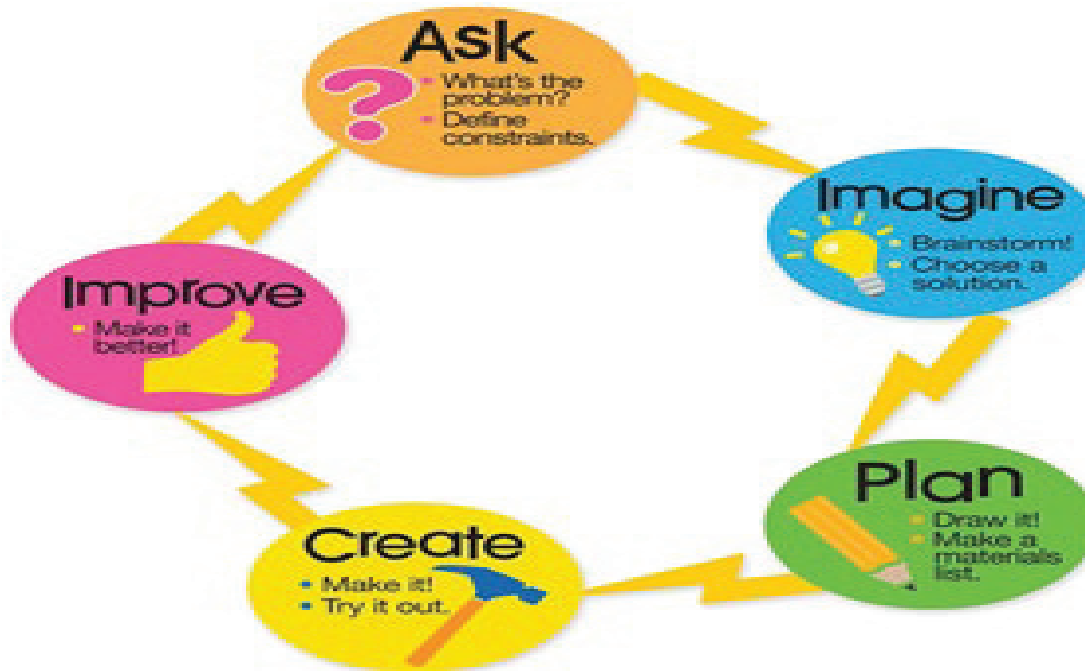 Ask
• What's the
problem?
• Define
constraints.
Imagine
• Brainstorm!
• Choose a
solution.
Plan
• Draw it!
• Make a
materials
list.
Create
• Make it!
• Try it out.
Improve
• Make it
better!